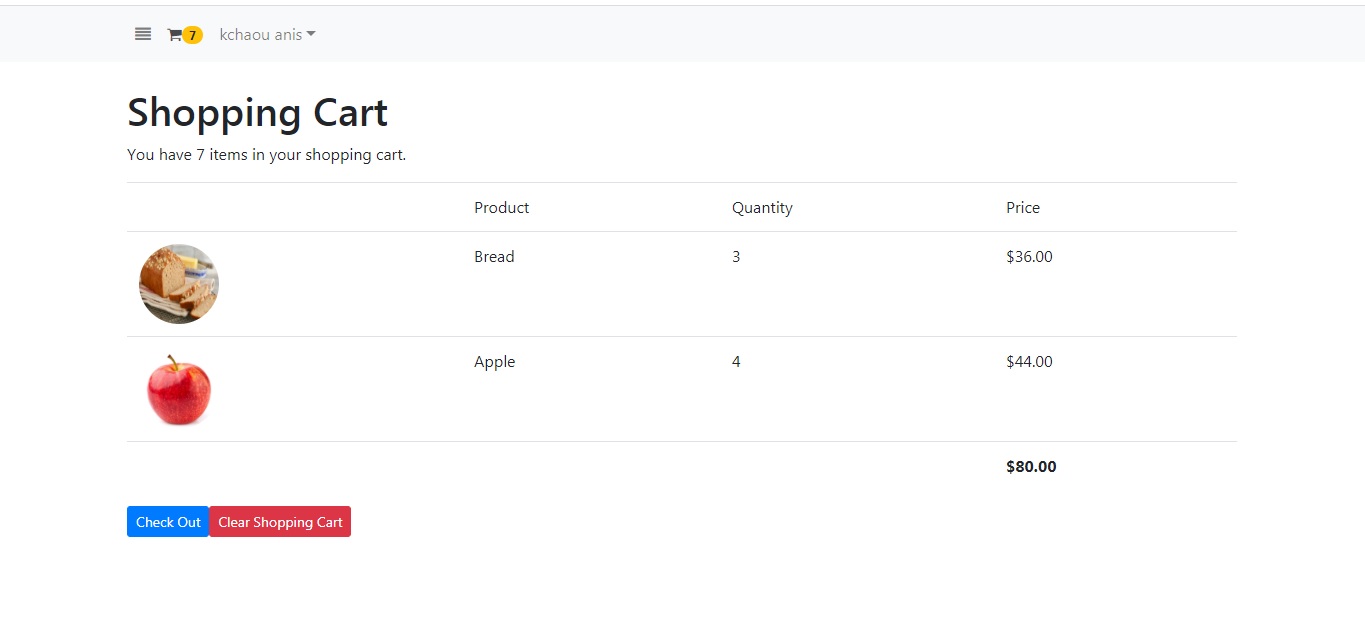 7 kchaou anis
Shopping Cart
You have 7 items in your shopping cart.
Product Quantity Price
Bread 3 $36.00
Apple 4 $44.00
$80.00
Check Out Clear Shopping Cart